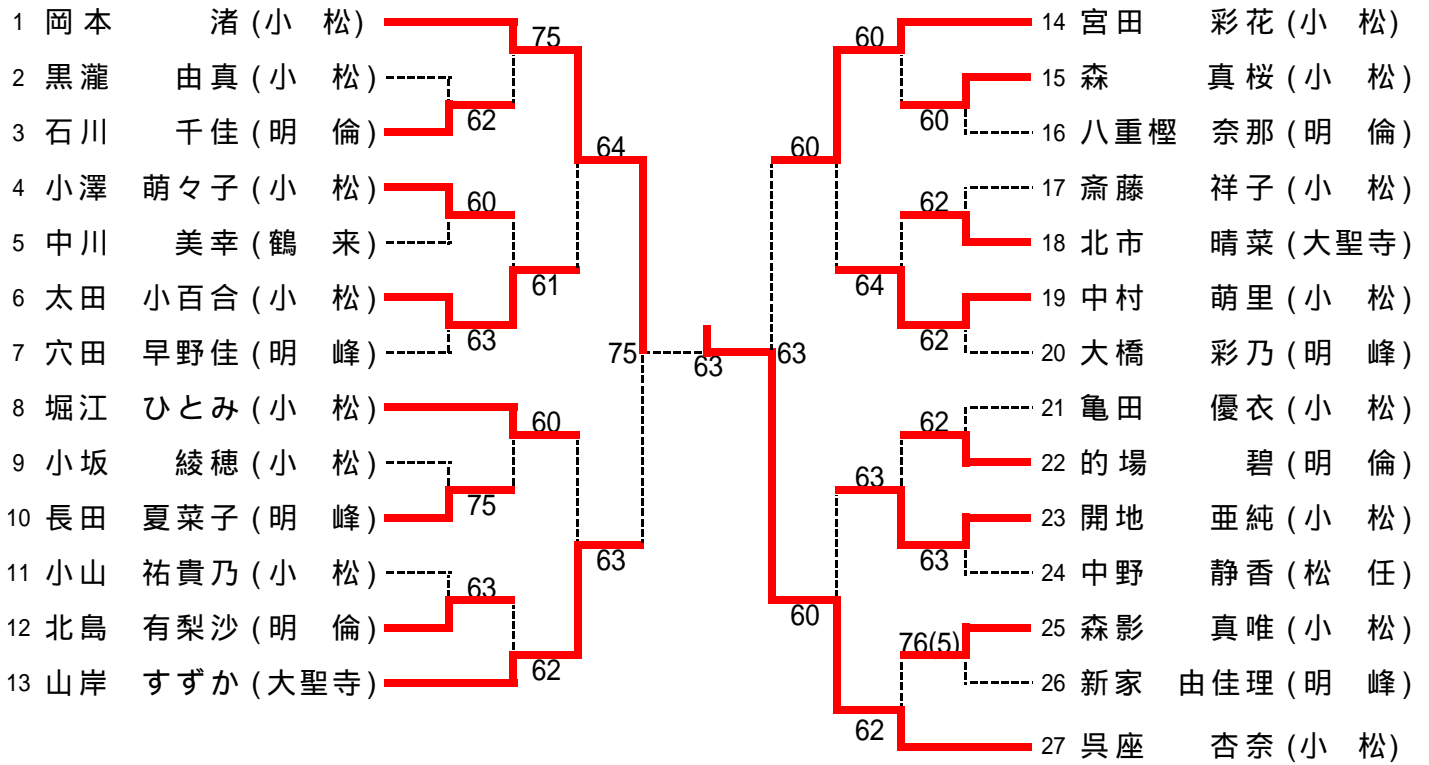 1 岡本 渚(小 松)
2 黒瀧 由真(小 松)
3 石川 千佳(明 倫)
4 小澤 萌々子(小 松)
5 中川 美幸(鶴 来)
6 太田 小百合(小 松)
7 穴田 早野佳(明 峰)
8 堀江 ひとみ(小 松)
9 小坂 綾穂(小 松)
10 長田 夏菜子(明 峰)
11 小山 祐貴乃(小 松)
12 北島 有梨沙(明 倫)
13 山岸 すずか(大聖寺)
75
62
60
63
60
75
63
62
64
61
63
75
63
63
60
60
60
64
63
60
62
60
62
62
62
63
76(5)
14 宮田 彩花(小 松)
15 森 真桜(小 松)
16 八重樫 奈那(明 倫)
17 斎藤 祥子(小 松)
18 北市 晴菜(大聖寺)
19 中村 萌里(小 松)
20 大橋 彩乃(明 峰)
21 亀田 優衣(小 松)
22 的場 碧(明 倫)
23 開地 亜純(小 松)
24 中野 静香(松 任)
25 森影 真唯(小 松)
26 新家 由佳理(明 峰)
27 呉座 杏奈(小 松)